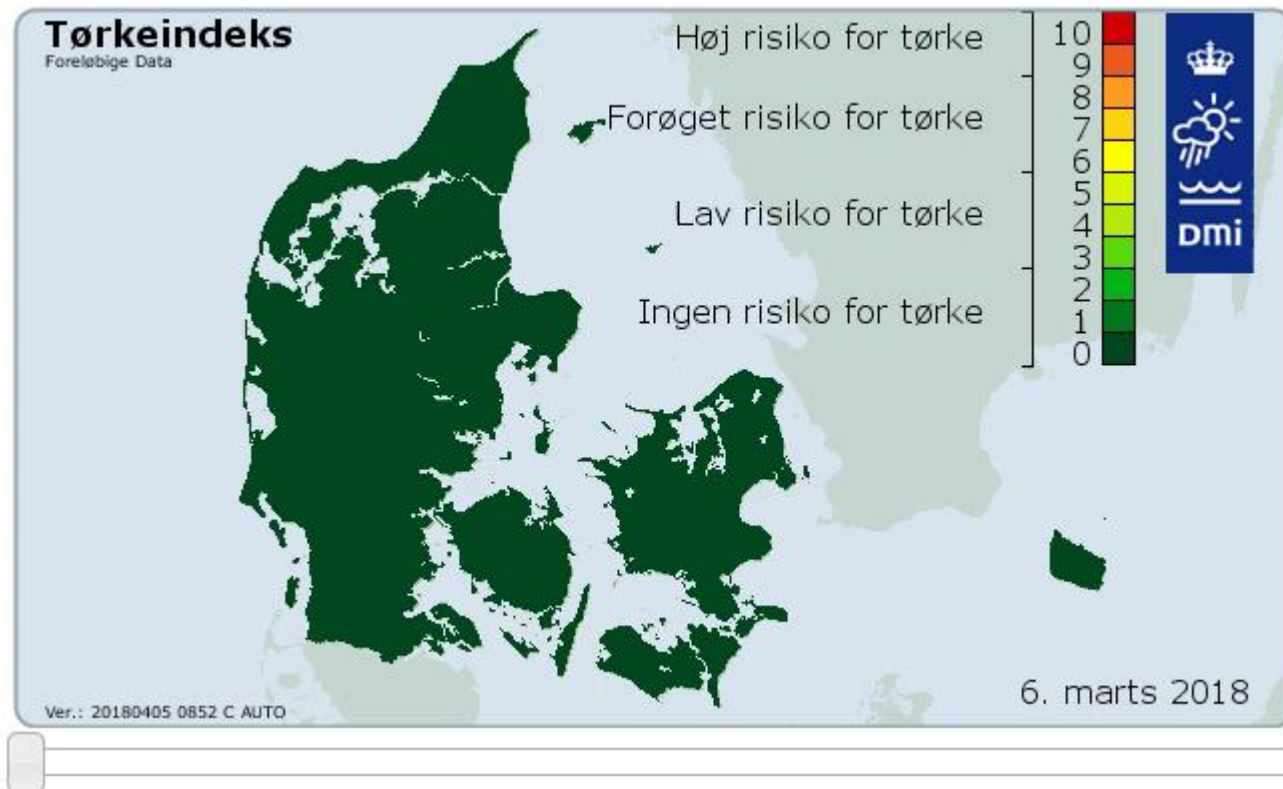 Tørkeindeks
Foreløbige Data
Høj risiko for tørke
Forøget risiko for tørke
Lav risiko for tørke
Ingen risiko for tørke
10
9
8
7
6
5
4
3
2
1
0
DMi
6. marts 2018
Ver.: 20180405 0852 C AUTO